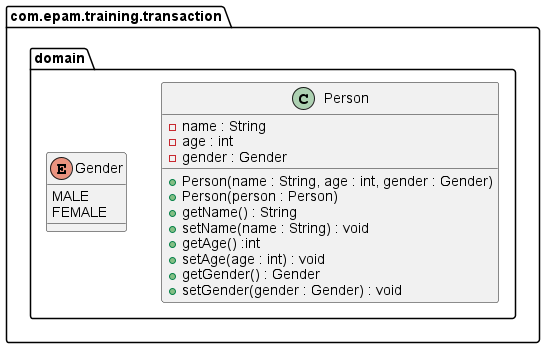 com.epam.training.transaction
domain
E Gender
MALE
FEMALE
C Person
name : String
age : int
gender : Gender
Person(name : String, age : int, gender : Gender)
Person(person : Person)
getName() : String
setName(name : String) : void
getAge() :int
setAge(age : int) : void
getGender() : Gender
setGender(gender : Gender) : void